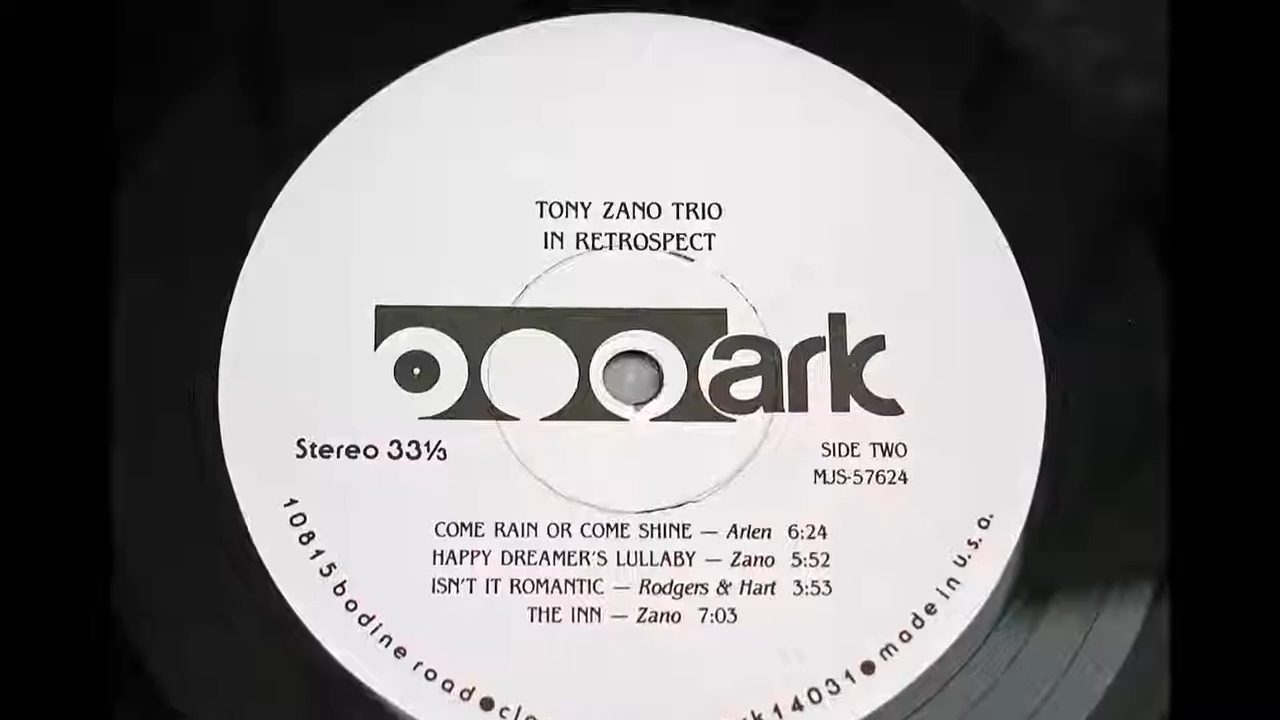 TONY ZANO TRIO
IN RETROSPECT
mark
Stereo 33⅓
SIDE TWO
MJS-57624
COME RAIN OR COME SHINE — Arlen 6:24
HAPPY DREAMER'S LULLABY — Zano 5:52
ISN'T IT ROMANTIC — Rodgers & Hart 3:53
THE INN — Zano 7:03
10815 bodine road ● 14031 ● made in u.s.a.